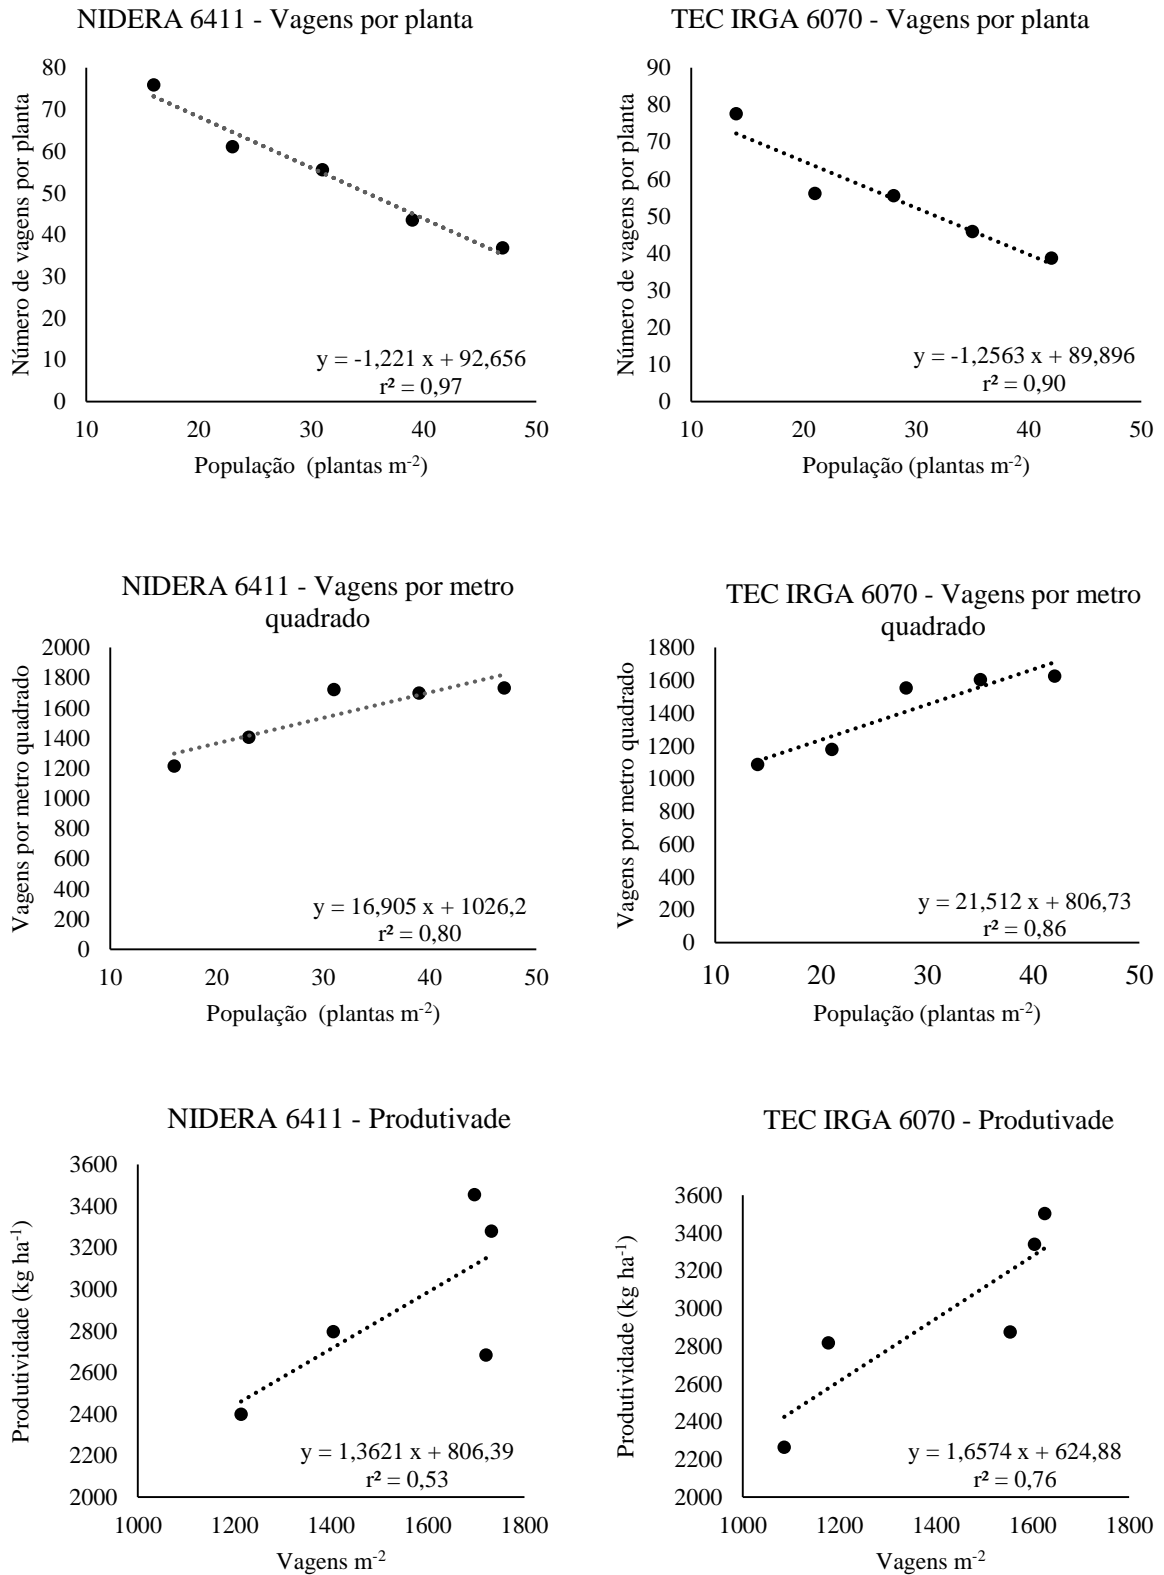 NIDERA 6411 - Vagens por planta
Número de vagens por planta
80
70
60
50
40
30
20
10
0
y = -1,221 x + 92,656
r² = 0,97
10 20 30 40 50
População (plantas m-2)
TEC IRGA 6070 - Vagens por planta
Número de vagens por planta
90
80
70
60
50
40
30
20
10
0
y = -1,2563 x + 89,896
r² = 0,90
10 20 30 40 50
População (plantas m-2)
NIDERA 6411 - Vagens por metro
quadrado
Vagens por metro quadrado
2000
1800
1600
1400
1200
1000
800
600
400
200
0
y = 16,905 x + 1026,2
r² = 0,80
10 20 30 40 50
População (plantas m-2)
TEC IRGA 6070 - Vagens por metro
quadrado
Vagens por metro quadrado
1800
1600
1400
1200
1000
800
600
400
200
0
y = 21,512 x + 806,73
r² = 0,86
10 20 30 40 50
População (plantas m-2)
NIDERA 6411 - Produtivade
Produtividade (kg ha-1)
3600
3400
3200
3000
2800
2600
2400
2200
2000
y = 1,3621 x + 806,39
r² = 0,53
1000 1200 1400 1600 1800
Vagens m-2
TEC IRGA 6070 - Produtivade
Produtividade (kg ha-1)
3600
3400
3200
3000
2800
2600
2400
2200
2000
y = 1,6574 x + 624,88
r² = 0,76
1000 1200 1400 1600 1800
Vagens m-2